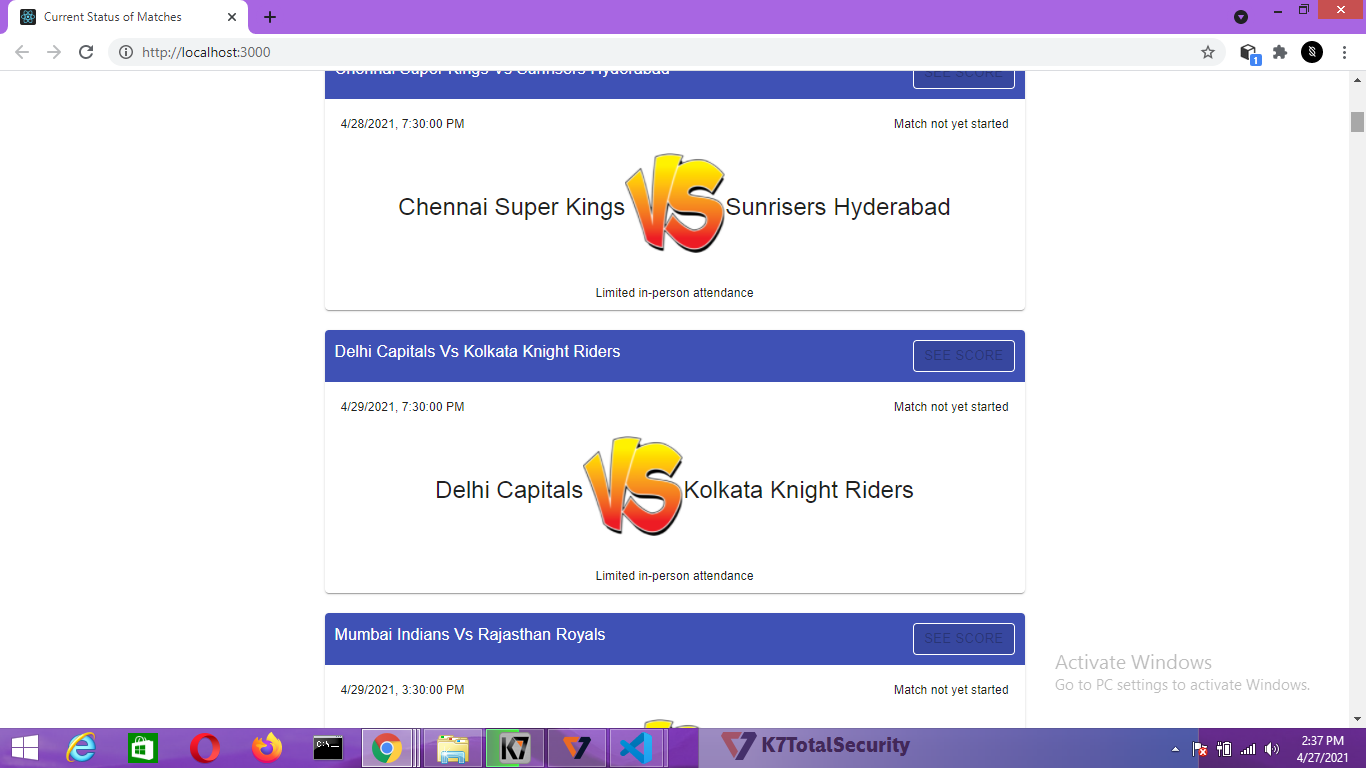 Current Status of Matches
http://localhost:3000
1
Chennai Super Kings Vs Sunrisers Hyderabad
SEE SCORE
4/28/2021, 7:30:00 PM
Match not yet started
Chennai Super Kings VS Sunrisers Hyderabad
Limited in-person attendance
Delhi Capitals Vs Kolkata Knight Riders
SEE SCORE
4/29/2021, 7:30:00 PM
Match not yet started
Delhi Capitals VS Kolkata Knight Riders
Limited in-person attendance
Mumbai Indians Vs Rajasthan Royals
SEE SCORE
4/29/2021, 3:30:00 PM
Match not yet started
Activate Windows
Go to PC settings to activate Windows.
C:\>_
K7
K7TotalSecurity
2:37 PM
4/27/2021